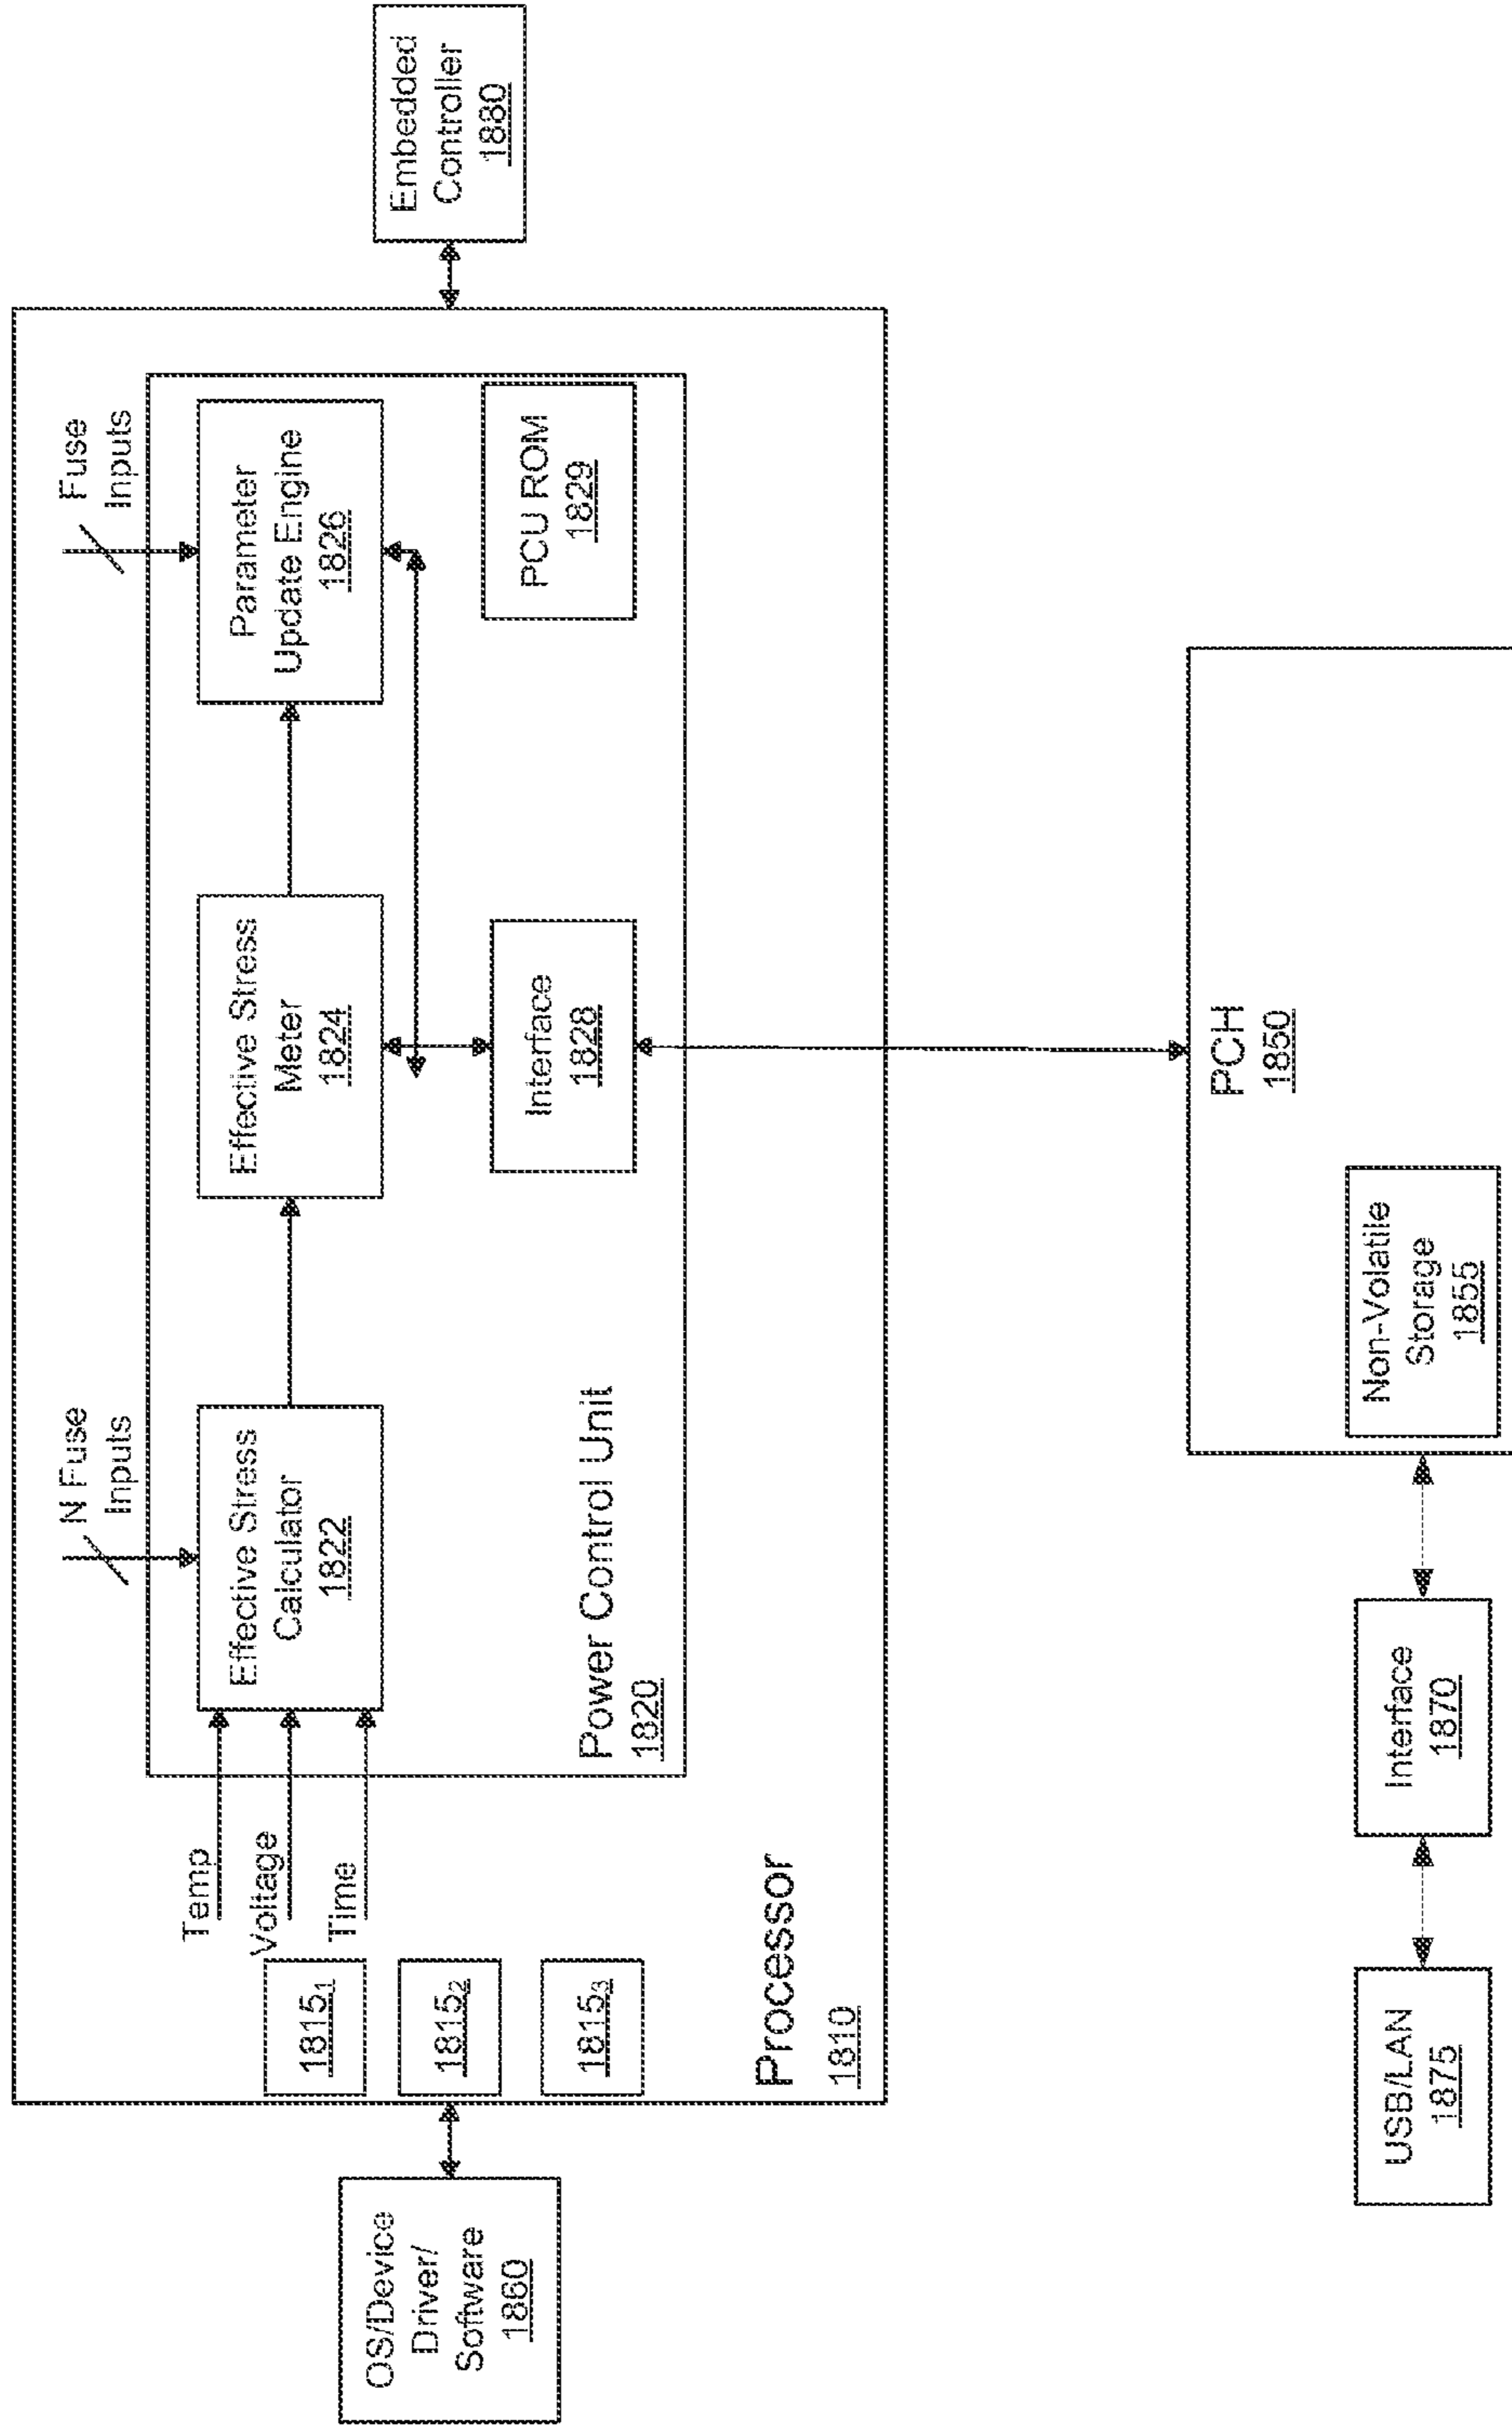 N Fuse
Inputs
Fuse
Inputs
Temp
Voltage
Time
Effective Stress
Calculator
1822
Effective Stress
Meter
1824
Parameter
Update Engine
1826
Embedded
Controller
1880
OS/Device
Driver/
Software
1860
1815₁
1815₂
1815₃
Interface
1828
PCU ROM
1829
Power Control Unit
1820
Processor
1810
PCH
1850
Non-Volatile
Storage
1855
Interface
1870
USB/LAN
1875